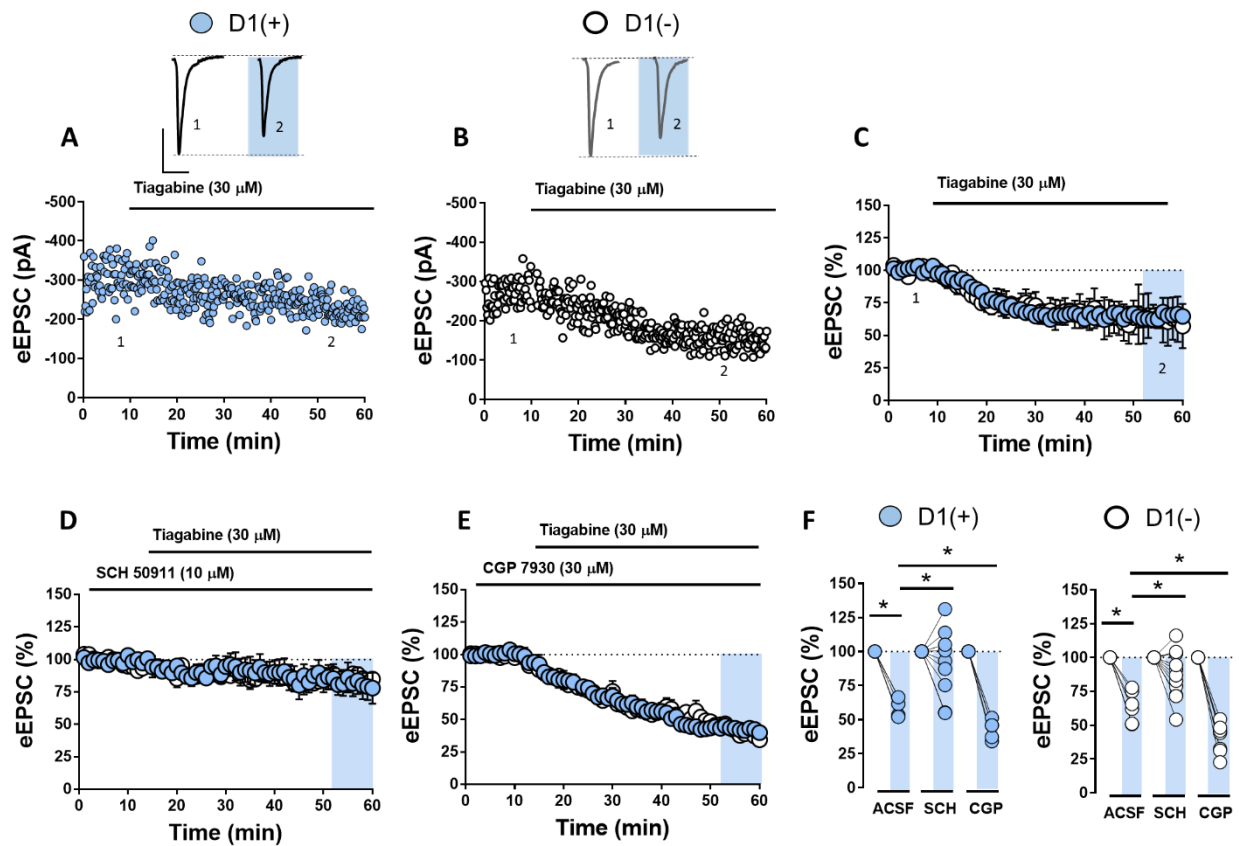 D1(+)
D1(-)
1
2
1
2
A
B
C
Tiagabine (30 μM)
Tiagabine (30 μM)
Tiagabine (30 μM)
eEPSC (pA)
-500
-400
-300
-200
-100
0
1
2
0
10
20
30
40
50
60
Time (min)
eEPSC (pA)
-500
-400
-300
-200
-100
0
1
2
0
10
20
30
40
50
60
Time (min)
eEPSC (%)
150
125
100
75
50
25
0
1
2
0
10
20
30
40
50
60
Time (min)
D
Tiagabine (30 μM)
SCH 50911 (10 μM)
eEPSC (%)
150
125
100
75
50
25
0
0
10
20
30
40
50
60
Time (min)
E
Tiagabine (30 μM)
CGP 7930 (30 μM)
eEPSC (%)
150
125
100
75
50
25
0
0
10
20
30
40
50
60
Time (min)
F
D1(+)
*
*
*
eEPSC (%)
150
125
100
75
50
25
0
ACSF
SCH
CGP
D1(-)
*
*
*
eEPSC (%)
150
125
100
75
50
25
0
ACSF
SCH
CGP